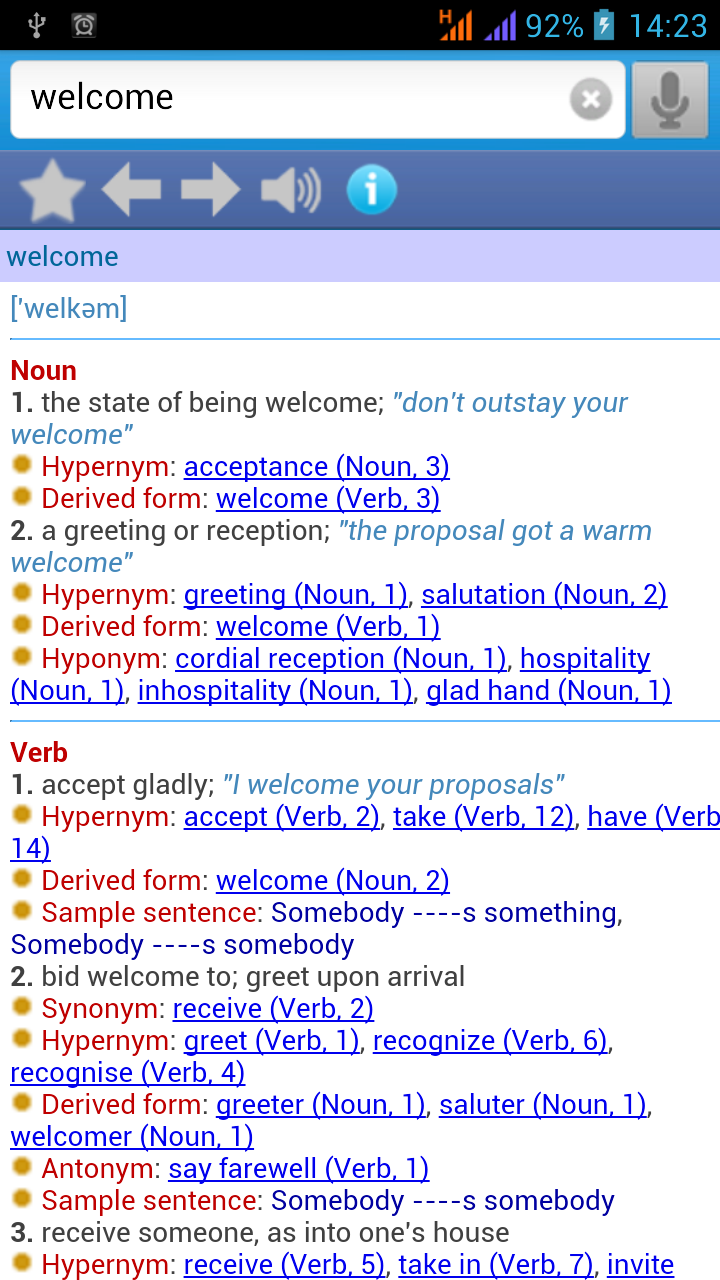 H 92% 14:23
welcome
welcome
['welkəm]
Noun
1. the state of being welcome; "don't outstay your
welcome"
Hypernym: acceptance (Noun, 3)
Derived form: welcome (Verb, 3)
2. a greeting or reception; "the proposal got a warm
welcome"
Hypernym: greeting (Noun, 1), salutation (Noun, 2)
Derived form: welcome (Verb, 1)
Hyponym: cordial reception (Noun, 1), hospitality
(Noun, 1), inhospitality (Noun, 1), glad hand (Noun, 1)
Verb
1. accept gladly; "I welcome your proposals"
Hypernym: accept (Verb, 2), take (Verb, 12), have (Verb
14)
Derived form: welcome (Noun, 2)
Sample sentence: Somebody ----s something,
Somebody ----s somebody
2. bid welcome to; greet upon arrival
Synonym: receive (Verb, 2)
Hypernym: greet (Verb, 1), recognize (Verb, 6),
recognise (Verb, 4)
Derived form: greeter (Noun, 1), saluter (Noun, 1),
welcomer (Noun, 1)
Antonym: say farewell (Verb, 1)
Sample sentence: Somebody ----s somebody
3. receive someone, as into one's house
Hypernym: receive (Verb, 5), take in (Verb, 7), invite